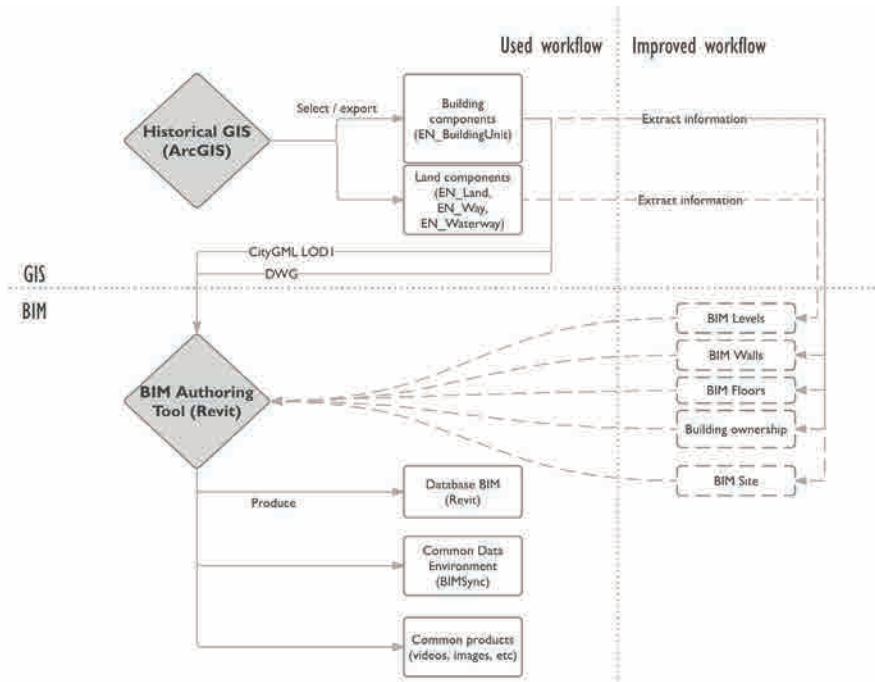 Used workflow
Improved workflow
Historical GIS
(ArcGIS)
Select / export
Building
components
(EN_BuildingUnit)
Extract information
Land components
(EN_Land,
EN_Way,
EN_Waterway)
Extract information
CityGML LOD1
DWG
GIS
BIM
BIM Authoring
Tool (Revit)
BIM Levels
BIM Walls
BIM Floors
Building ownership
BIM Site
Produce
Database BIM
(Revit)
Common Data
Environment
(BIMSync)
Common products
(videos, images, etc)